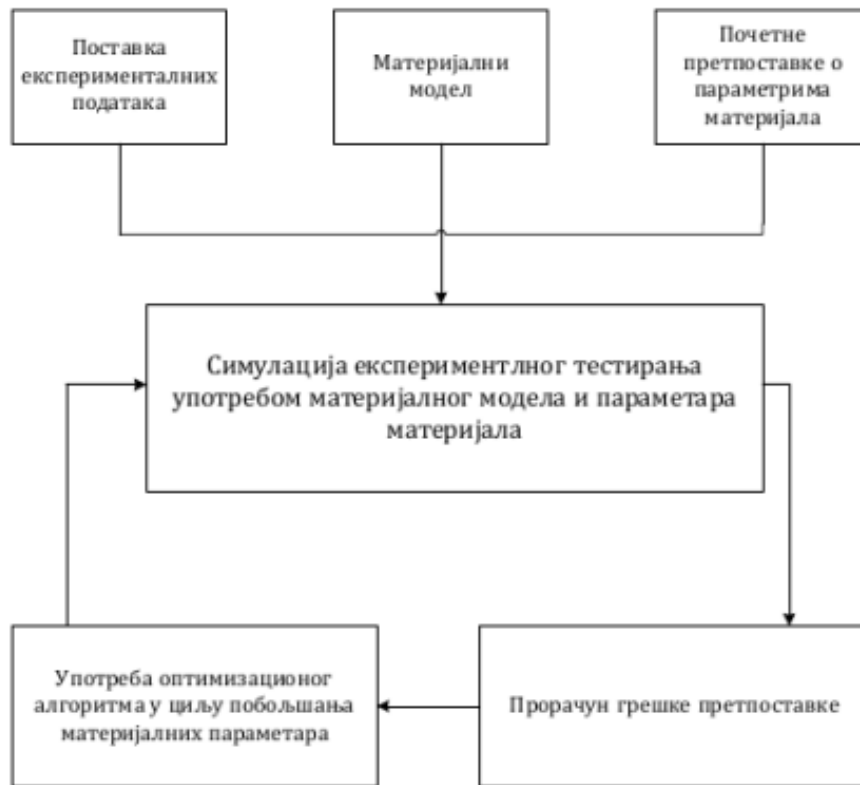 Поставка
експерименталних
података
Материјални
модел
Почетне
претпоставке о
параметрима
материјала
Симулација експериментлног тестирања
употребом материјалног модела и параметара
материјала
Употреба оптимизационог
алгоритма у циљу побољшања
материјалних параметара
Прорачун грешке претпоставке